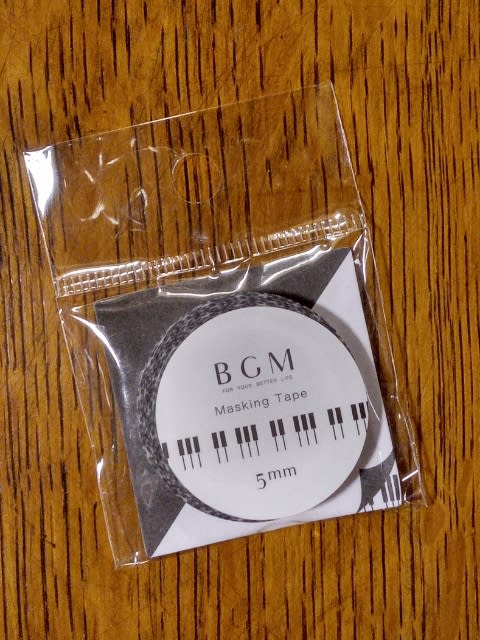 BGM
FOR YOUR BETTER LIFE
Masking Tape
5mm